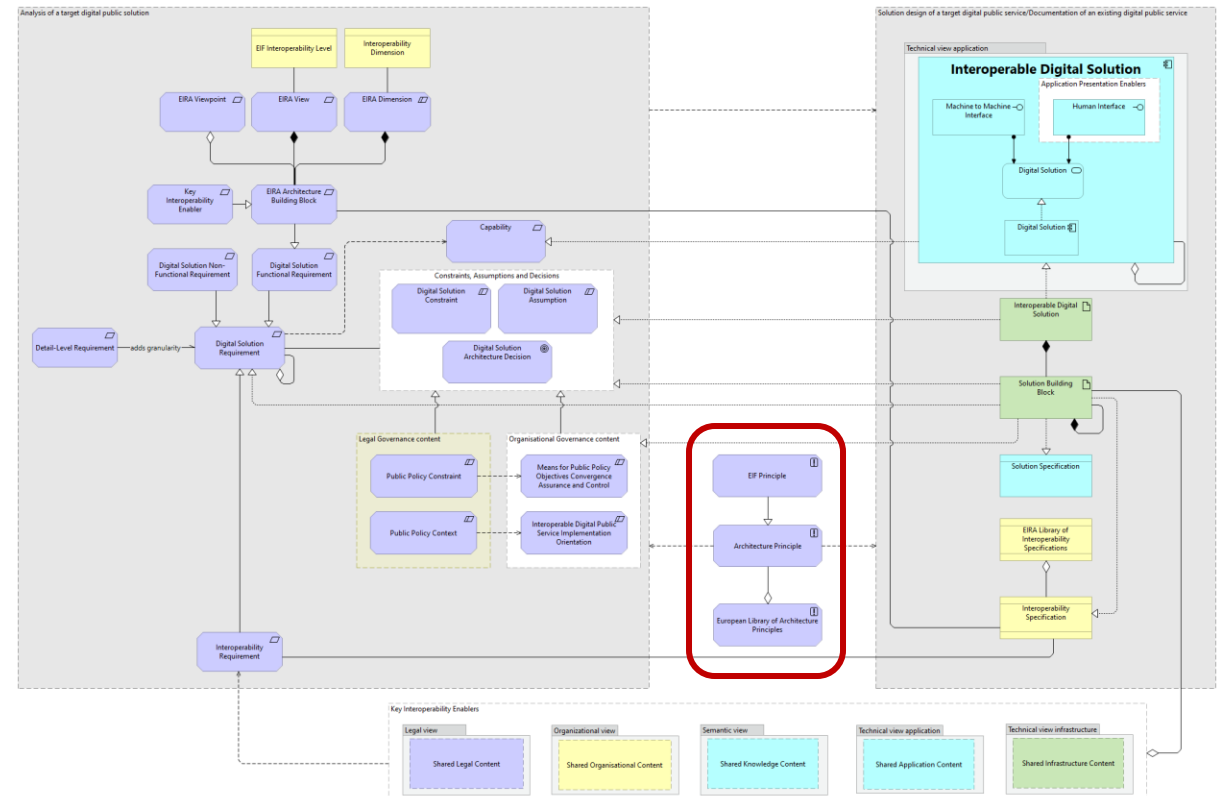 Analysis of a target digital public solution
Solution design of a target digital public service/Documentation of an existing digital public service
EIF Interoperability Level
Interoperability
Dimension
EIRA Viewpoint
EIRA View
EIRA Dimension
Key
Interoperability
Enabler
EIRA Architecture
Building Block
Digital Solution Non-
Functional Requirement
Digital Solution
Functional Requirement
Capability
Constraints, Assumptions and Decisions
Digital Solution
Constraint
Digital Solution
Assumption
Digital Solution
Architecture Decision
Detail-Level Requirement
adds granularity
Digital Solution
Requirement
Legal Governance content
Public Policy Constraint
Public Policy Context
Organisational Governance content
Means for Public Policy
Objectives Convergence
Assurance and Control
Interoperable Digital Public
Service Implementation
Orientation
EIF Principle
Architecture Principle
European Library of Architecture
Principles
Interoperability
Requirement
Technical view application
Interoperable Digital Solution
Application Presentation Enablers
Machine to Machine
Interface
Human Interface
Digital Solution
Digital Solution
Interoperable Digital
Solution
Solution Building
Block
Solution Specification
EIRA Library of
Interoperability
Specifications
Interoperability
Specification
Key Interoperability Enablers
Legal view
Shared Legal Content
Organizational view
Shared Organisational Content
Semantic view
Shared Knowledge Content
Technical view application
Shared Application Content
Technical view infrastructure
Shared Infrastructure Content